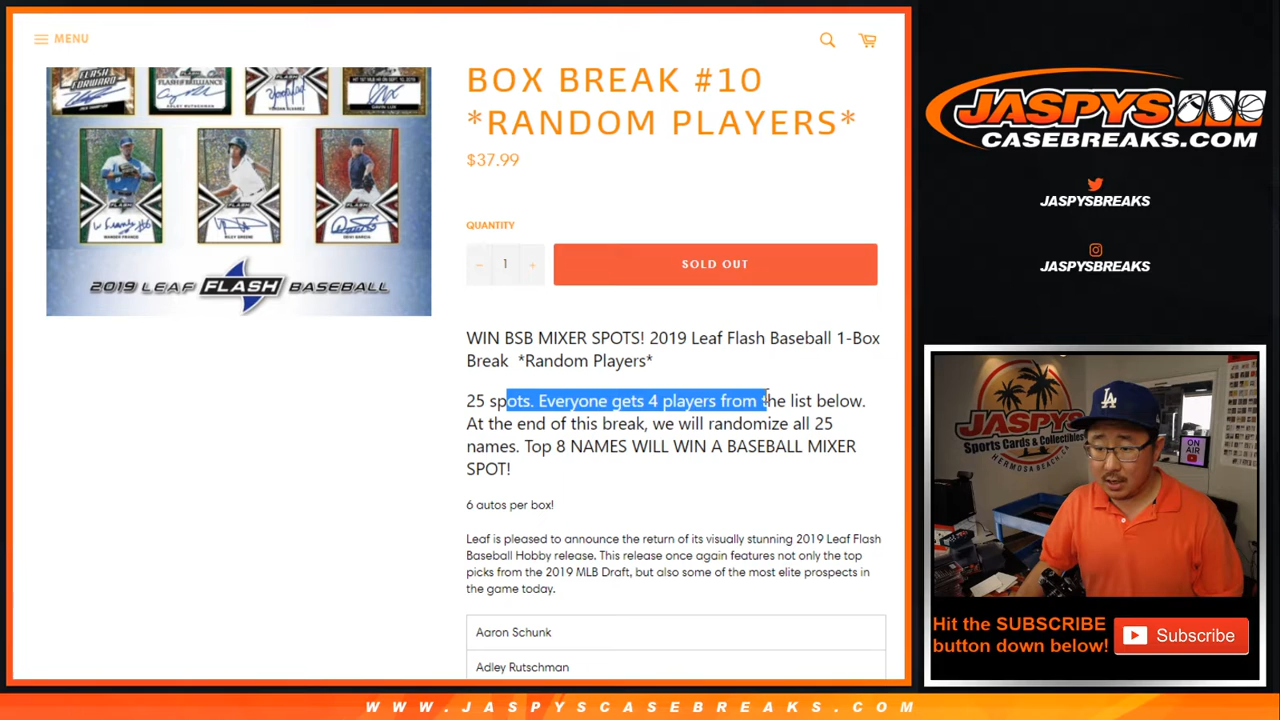 MENU
BOX BREAK #10
*RANDOM PLAYERS*
$37.99
QUANTITY
− 1 +
SOLD OUT
WIN BSB MIXER SPOTS! 2019 Leaf Flash Baseball 1-Box
Break *Random Players*
25 spots. Everyone gets 4 players from the list below.
At the end of this break, we will randomize all 25
names. Top 8 NAMES WILL WIN A BASEBALL MIXER
SPOT!
6 autos per box!
Leaf is pleased to announce the return of its visually stunning 2019 Leaf Flash
Baseball Hobby release. This release once again features not only the top
picks from the 2019 MLB Draft, but also some of the most elite prospects in
the game today.
Aaron Schunk
Adley Rutschman
FLASH
FORWARD
2019 LEAF FLASH BASEBALL
JASPYS
CASEBREAKS.COM
JASPYSBREAKS
JASPYSBREAKS
JASPYS
Sports Cards & Collectibles
HERMOSA BEACH
ON
AIR
LA
Hit the SUBSCRIBE
button down below!
Subscribe
WWW.JASPYSCASEBREAKS.COM